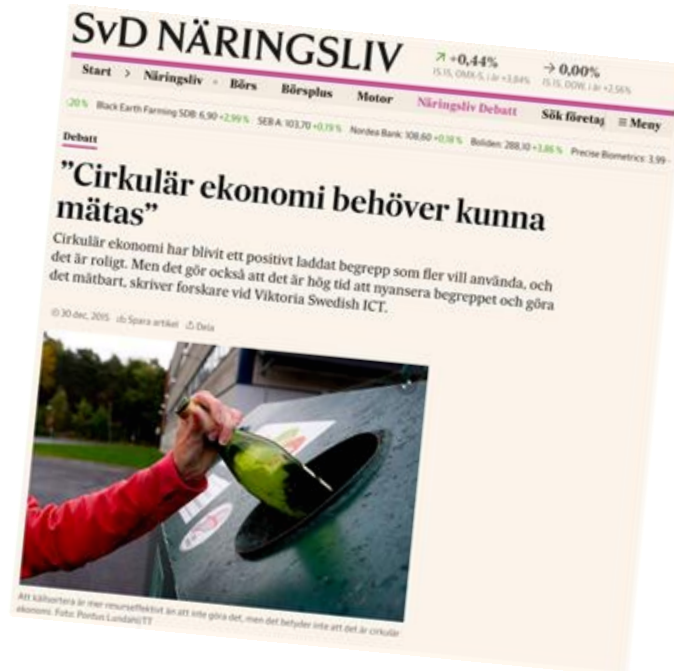 SvD NÄRINGSLIV
+0,44%
→ 0,00%
Start > Näringsliv Börs Börsplus Motor Näringsliv Debatt Sök företag ≡ Meny
20% Black Earth Farming SDB: 6,90 +2,99% SEB A: 103,70 +0,19% Nordea Bank: 108,60 +0,18% Boliden: 288,10 +3,86% Precise Biometrics: 3,99
Debatt
”Cirkulär ekonomi behöver kunna
mätas”
Cirkulär ekonomi har blivit ett positivt laddat begrepp som fler vill använda, och
det är roligt. Men det gör också att det är hög tid att nyansera begreppet och göra
det mätbart, skriver forskare vid Viktoria Swedish ICT.
30 dec, 2015 Spara artikel Dela
Att källsortera är mer resurseffektivt än att inte göra det, men det betyder inte att det är cirkulär
ekonomi. Foto: Pontus Lundahl/TT